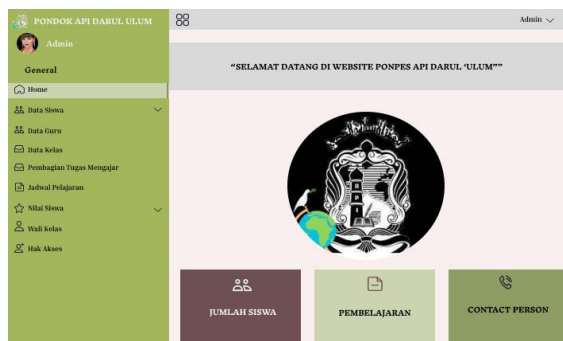 PONDOK API DARUL ULUM
Admin
Admin
General
"SELAMAT DATANG DI WEBSITE PONPES API DARUL 'ULUM""
Home
Data Siswa
Data Guru
Data Kelas
Pembagian Tugas Mengajar
Jadwal Pelajaran
Nilai Siswa
Wali Kelas
Hak Akses
JUMLAH SISWA
PEMBELAJARAN
CONTACT PERSON